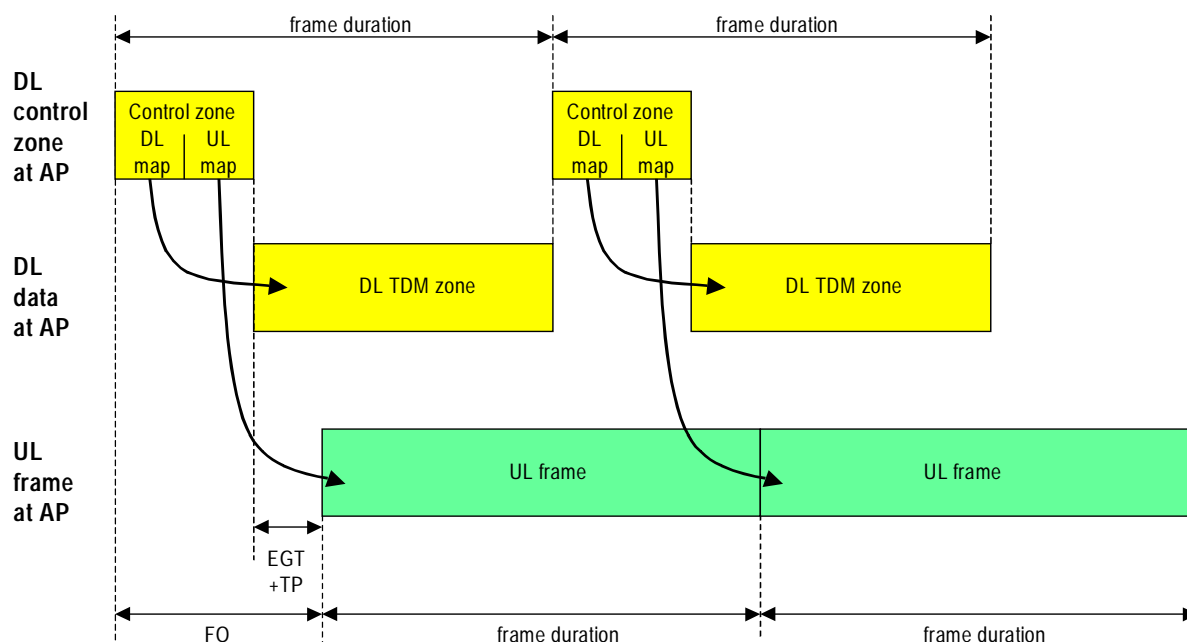 frame duration
frame duration
DL
control
zone
at AP
Control zone
DL
map
UL
map
Control zone
DL
map
UL
map
DL
data
at AP
DL TDM zone
DL TDM zone
UL
frame
at AP
UL frame
UL frame
EGT
+TP
FO
frame duration
frame duration